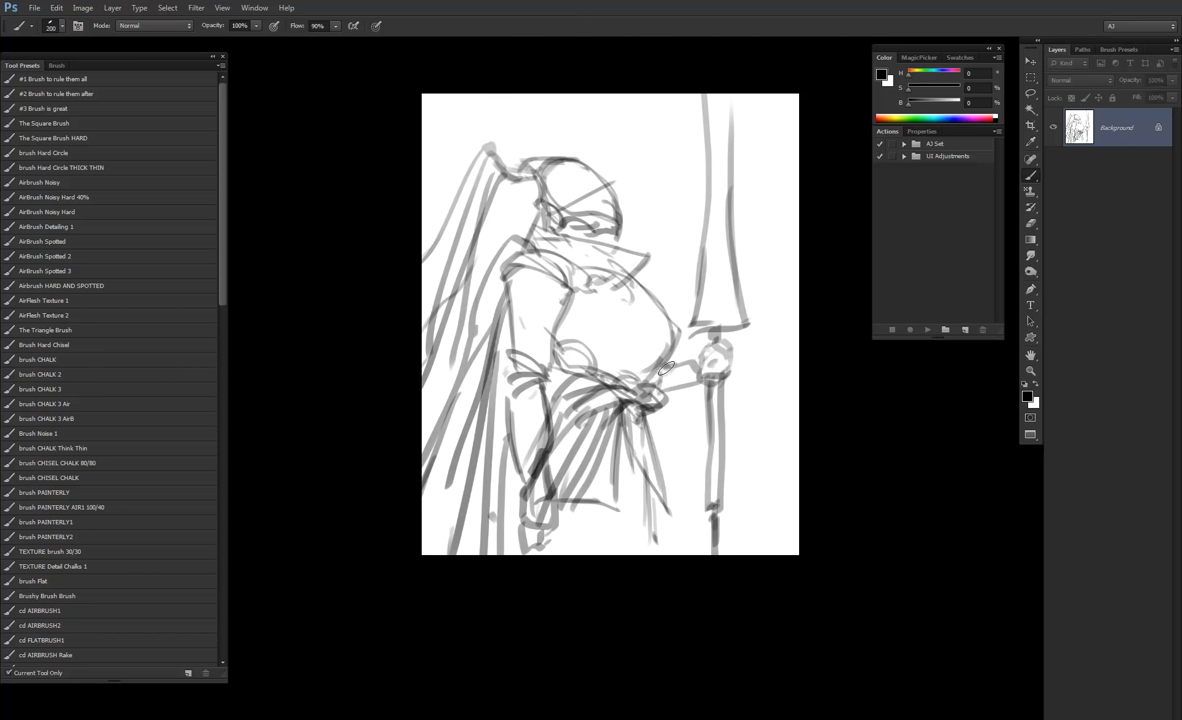 Ps File Edit Image Layer Type Select Filter View Window Help
200 Mode: Normal Opacity: 100% Flow: 90% AJ
Tool Presets Brush
#1 Brush to rule them all
#2 Brush to rule them after
#3 Brush is great
The Square Brush
The Square Brush HARD
brush Hard Circle
brush Hard Circle THICK THIN
Airbrush Noisy
AirBrush Noisy Hard 40%
AirBrush Noisy Hard
AirBrush Detailing 1
AirBrush Spotted
AirBrush Spotted 2
AirBrush Spotted 3
AirBrush HARD AND SPOTTED
AirFlesh Texture 1
AirFlesh Texture 2
The Triangle Brush
Brush Hard Chisel
brush CHALK
brush CHALK 2
brush CHALK 3
brush CHALK 3 Air
brush CHALK 3 AirB
Brush Noise 1
brush CHALK Think Thin
brush CHISEL CHALK 80/80
brush CHISEL CHALK
brush PAINTERLY
brush PAINTERLY AIR1 100/40
brush PAINTERLY1
brush PAINTERLY2
TEXTURE brush 30/30
TEXTURE Detail Chalks 1
brush Flat
Brushy Brush Brush
cd AIRBRUSH1
cd AIRBRUSH2
cd FLATBRUSH1
cd AIRBRUSH Rake
Current Tool Only
Color MagicPicker Swatches
H 0 °
S 0 %
B 0 %
Actions Properties
AJ Set
UI Adjustments
Layers Paths Brush Presets
Kind
Normal Opacity: 100%
Lock: Fill: 100%
Background